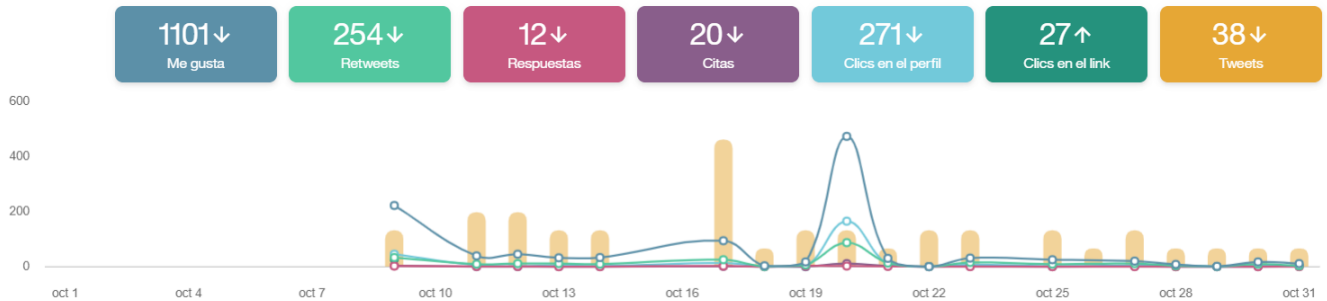 1101↓ 254↓ 12↓ 20↓ 271↓ 27↑ 38↓
Me gusta Retweets Respuestas Citas Clics en el perfil Clics en el link Tweets
600
400
200
0
oct 1 oct 4 oct 7 oct 10 oct 13 oct 16 oct 19 oct 22 oct 25 oct 28 oct 31